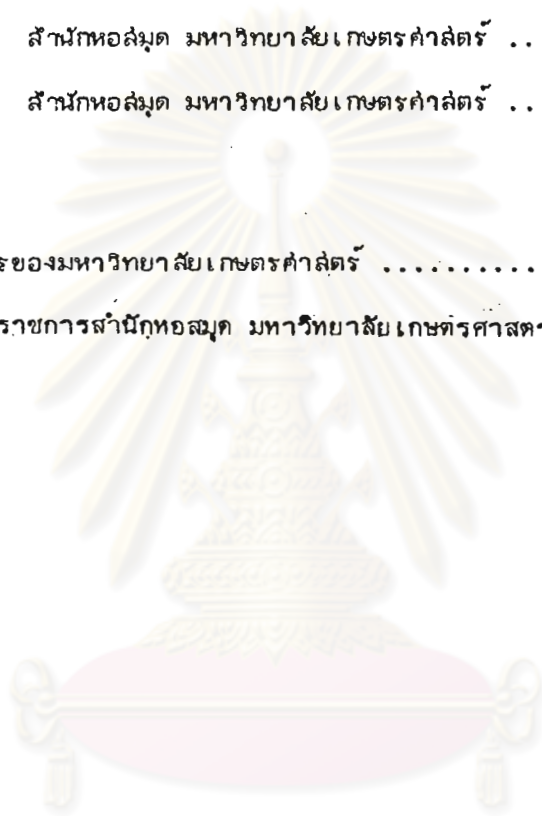 สำนักหอสมุด มหาวิทยาลัยเกษตรศาสตร์ ..
สำนักหอสมุด มหาวิทยาลัยเกษตรศาสตร์ ..
รของมหาวิทยาลัยเกษตรศาสตร์ ..........
ราชการสำนักหอสมุด มหาวิทยาลัยเกษตรศาสตร